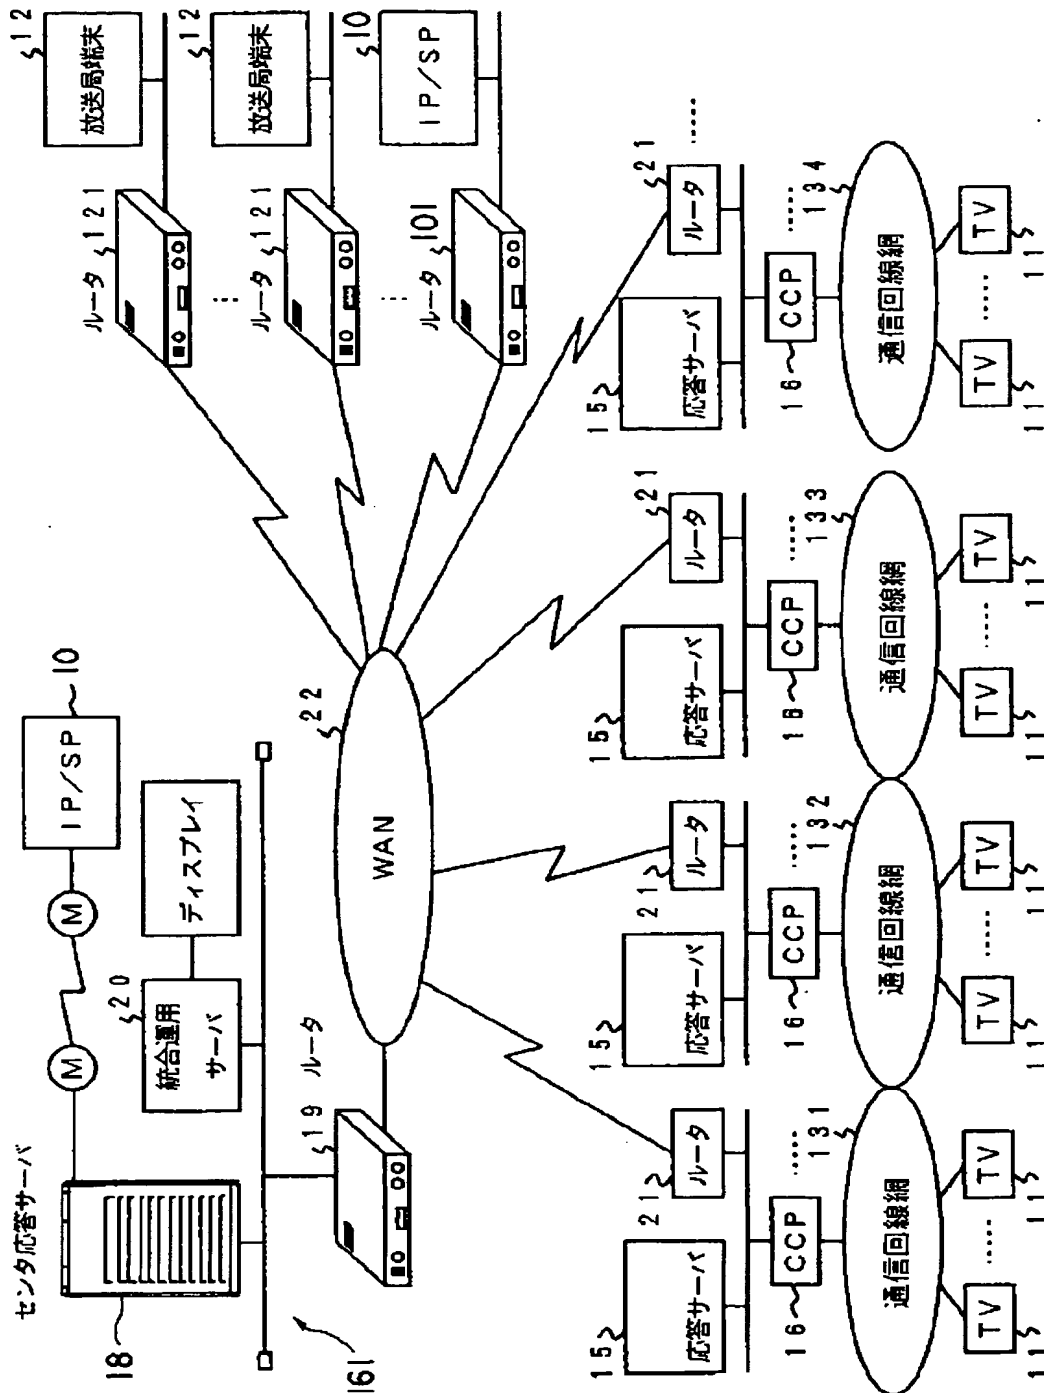 センタ応答サーバ
18
M
M
IP/SP
10
統合運用
サーバ
20
ディスプレイ
161
19
ルータ
WAN
22
ルータ
121
放送局端末
12
ルータ
121
放送局端末
12
ルータ
101
IP/SP
10
15
応答サーバ
21
ルータ
16
CCP
131
通信回線網
TV
TV
11
11
15
応答サーバ
21
ルータ
16
CCP
132
通信回線網
TV
TV
11
11
15
応答サーバ
21
ルータ
16
CCP
133
通信回線網
TV
TV
11
11
15
応答サーバ
21
ルータ
16
CCP
134
通信回線網
TV
TV
11
11